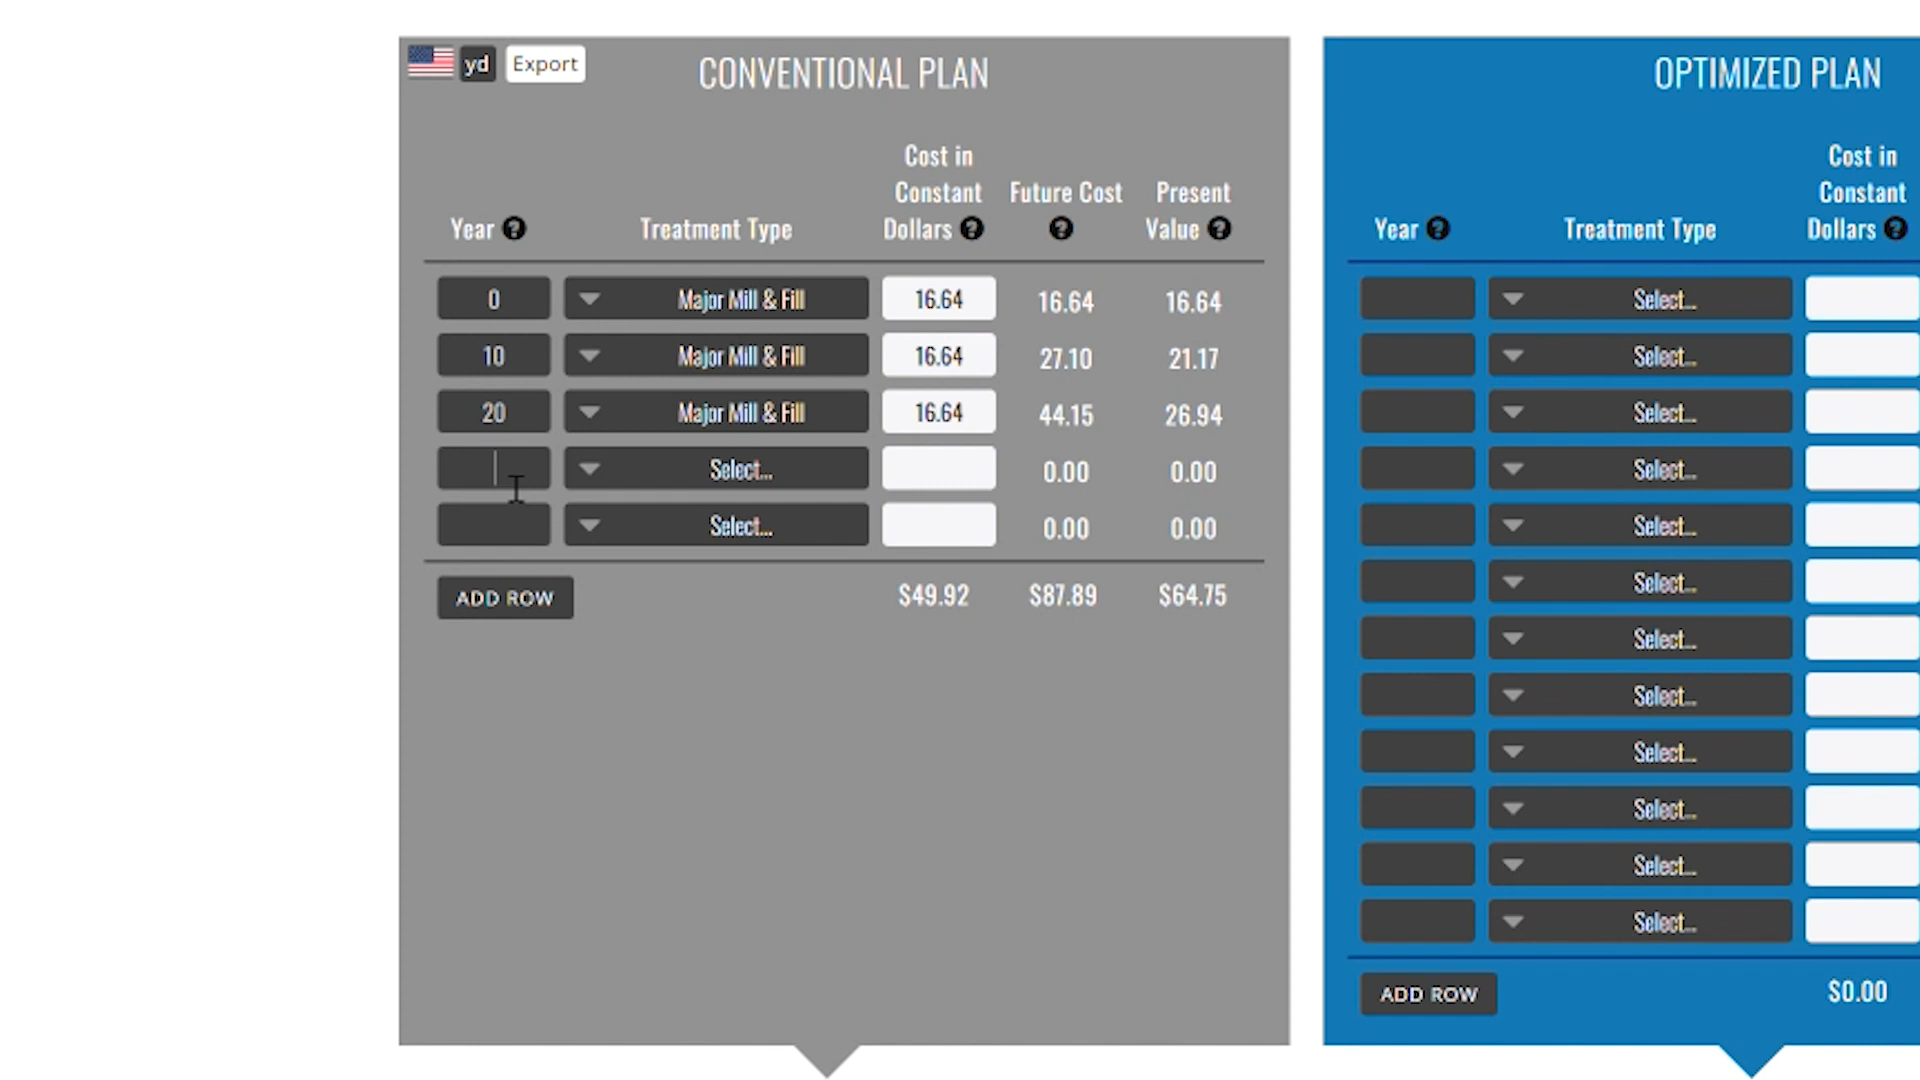 yd Export CONVENTIONAL PLAN
Year ? Treatment Type Cost in Constant Dollars ? Future Cost ? Present Value ?
0 Major Mill & Fill 16.64 16.64 16.64
10 Major Mill & Fill 16.64 27.10 21.17
20 Major Mill & Fill 16.64 44.15 26.94
Select... 0.00 0.00
Select... 0.00 0.00
ADD ROW $49.92 $87.89 $64.75
OPTIMIZED PLAN
Year ? Treatment Type Cost in Constant Dollars ?
Select...
Select...
Select...
Select...
Select...
Select...
Select...
Select...
Select...
Select...
Select...
Select...
ADD ROW $0.00